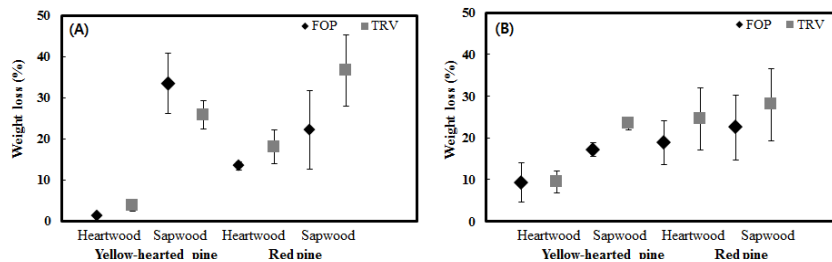 (A)
◆FOP ■TRV
Weight loss (%)
50
40
30
20
10
0
Heartwood Sapwood Heartwood Sapwood
Yellow-hearted pine Red pine
(B)
◆FOP ■TRV
Weight loss (%)
50
40
30
20
10
0
Heartwood Sapwood Heartwood Sapwood
Yellow-hearted pine Red pine